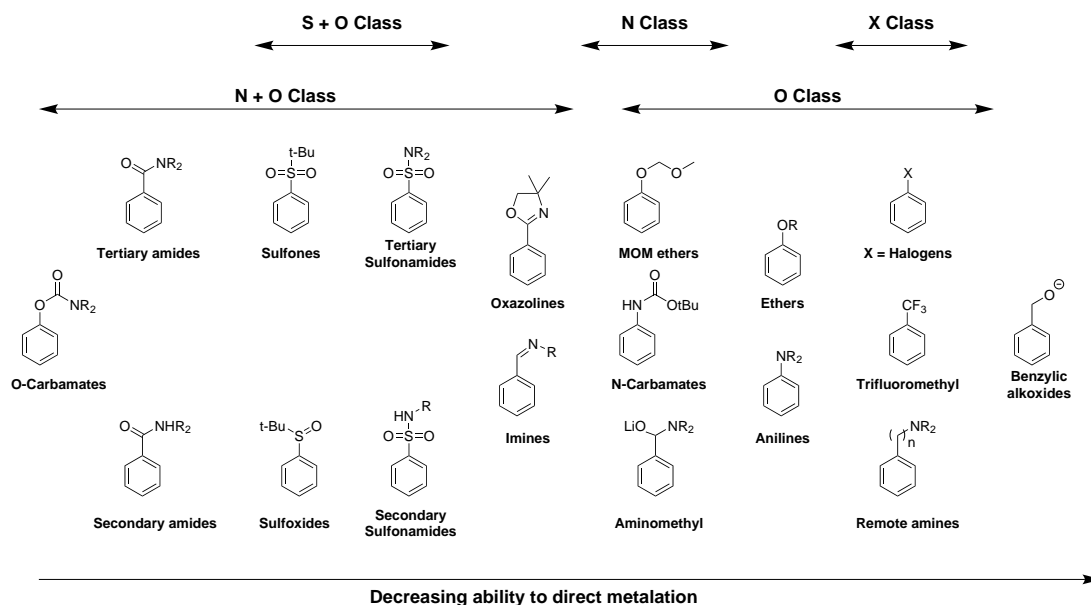 S + O Class
N Class
X Class
N + O Class
O Class
O
NR2
Tertiary amides
t-Bu
O
S
O
Sulfones
NR2
O
S
O
Tertiary
Sulfonamides
O
N
Oxazolines
O
O
MOM ethers
OR
Ethers
X
X = Halogens
O
O
NR2
O-Carbamates
N
R
Imines
O
HN
OtBu
N-Carbamates
NR2
Anilines
CF3
Trifluoromethyl
O⊖
Benzylic
alkoxides
O
NHR2
Secondary amides
t-Bu
S
O
Sulfoxides
R
HN
O
S
O
Secondary
Sulfonamides
LiO
NR2
Aminomethyl
( )n
NR2
Remote amines
Decreasing ability to direct metalation